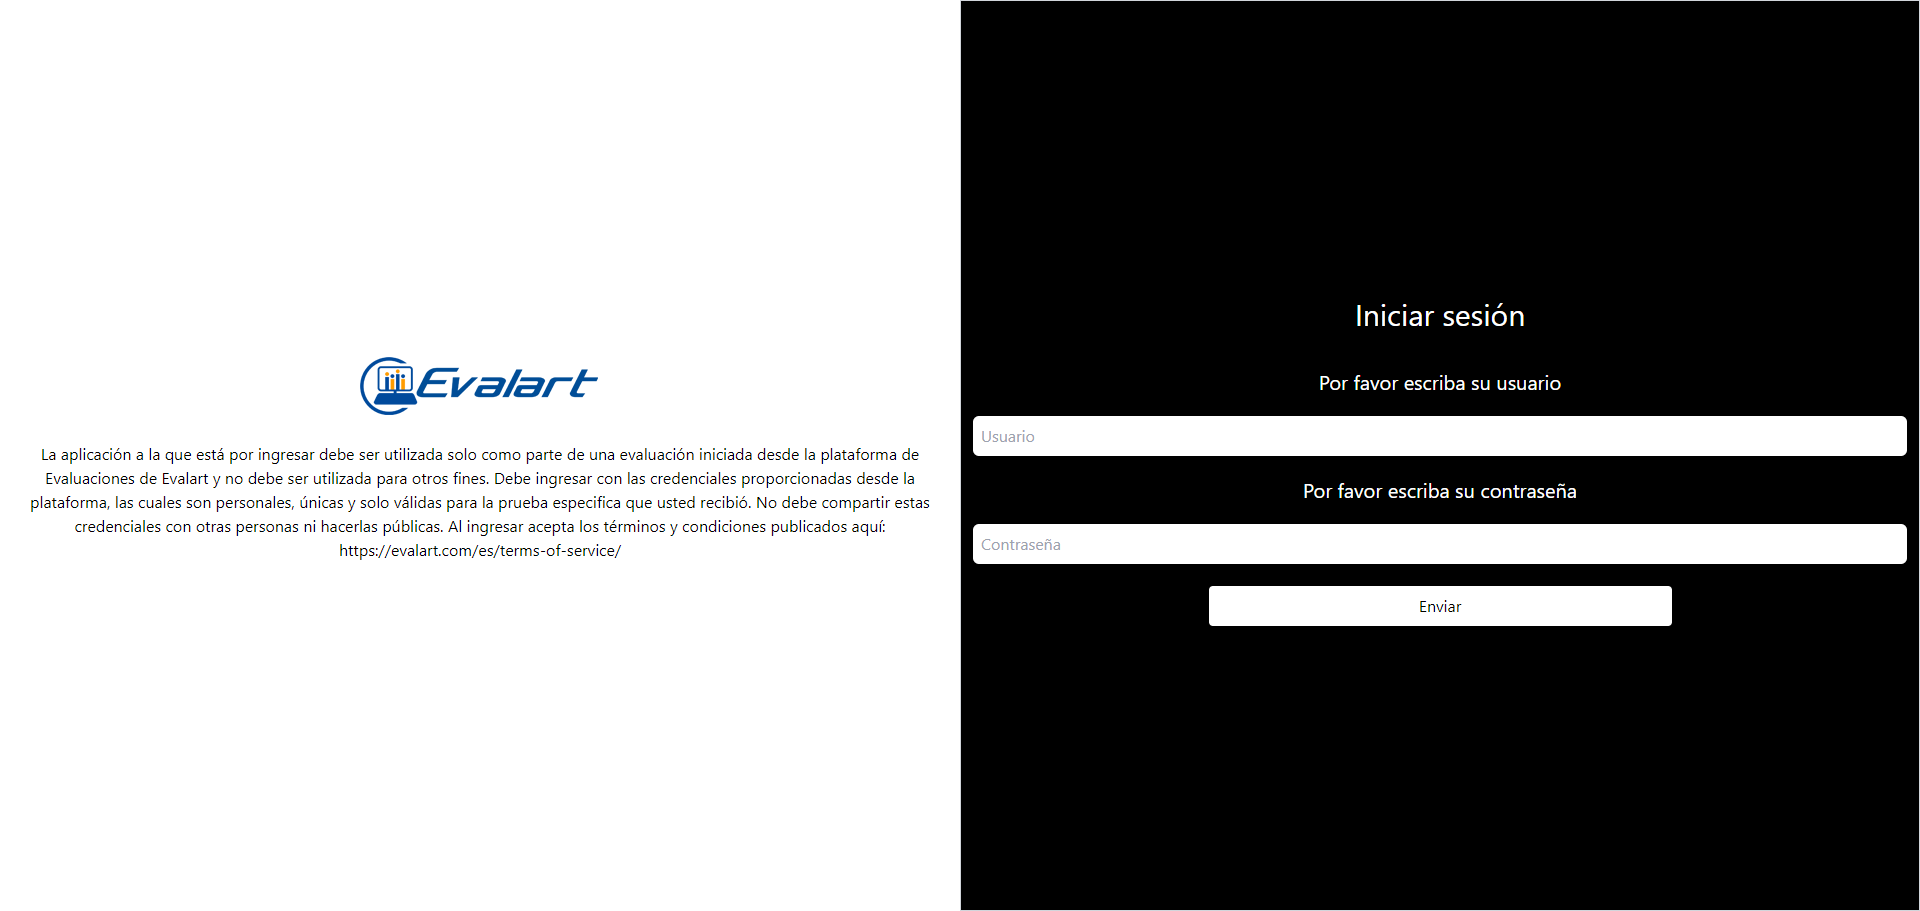 Evalart
La aplicación a la que está por ingresar debe ser utilizada solo como parte de una evaluación iniciada desde la plataforma de
Evaluaciones de Evalart y no debe ser utilizada para otros fines. Debe ingresar con las credenciales proporcionadas desde la
plataforma, las cuales son personales, únicas y solo válidas para la prueba especifica que usted recibió. No debe compartir estas
credenciales con otras personas ni hacerlas públicas. Al ingresar acepta los términos y condiciones publicados aquí:
https://evalart.com/es/terms-of-service/
Iniciar sesión
Por favor escriba su usuario
Usuario
Por favor escriba su contraseña
Contraseña
Enviar